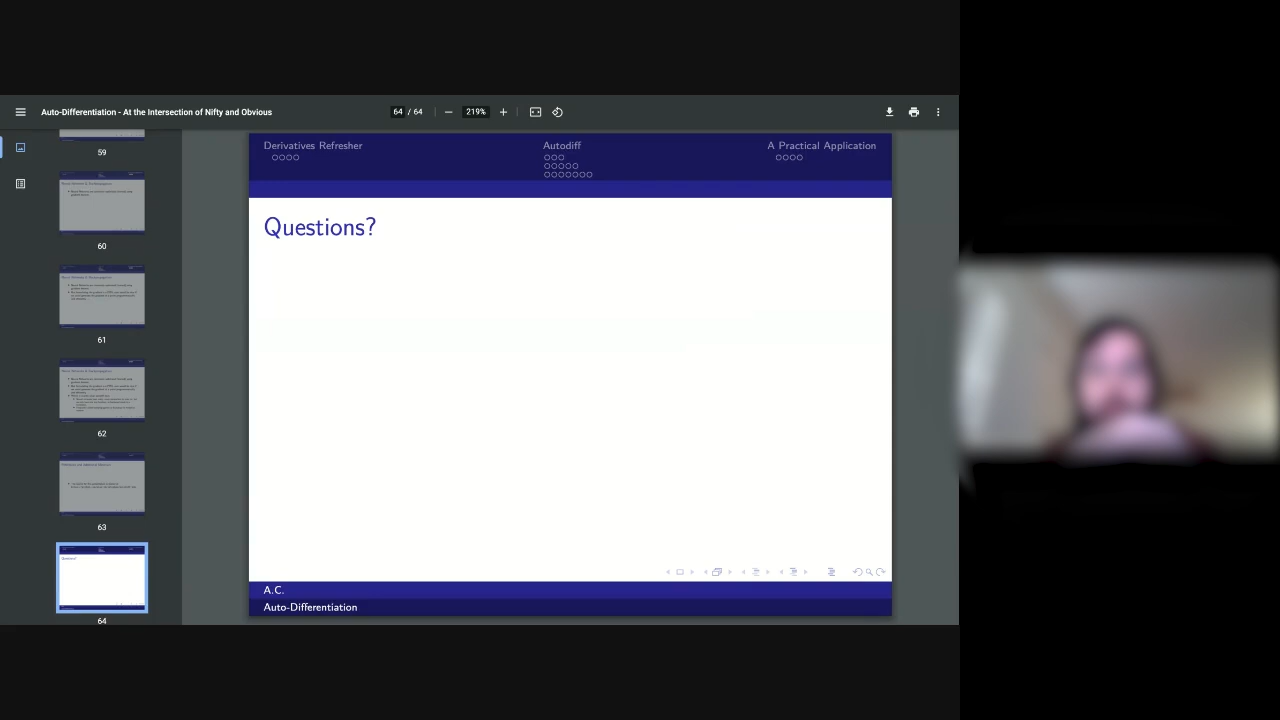 Auto-Differentiation - At the Intersection of Nifty and Obvious
64 / 64
219%
59
60
61
62
63
Questions?
64
Derivatives Refresher
Autodiff
A Practical Application
Questions?
A.C.
Auto-Differentiation